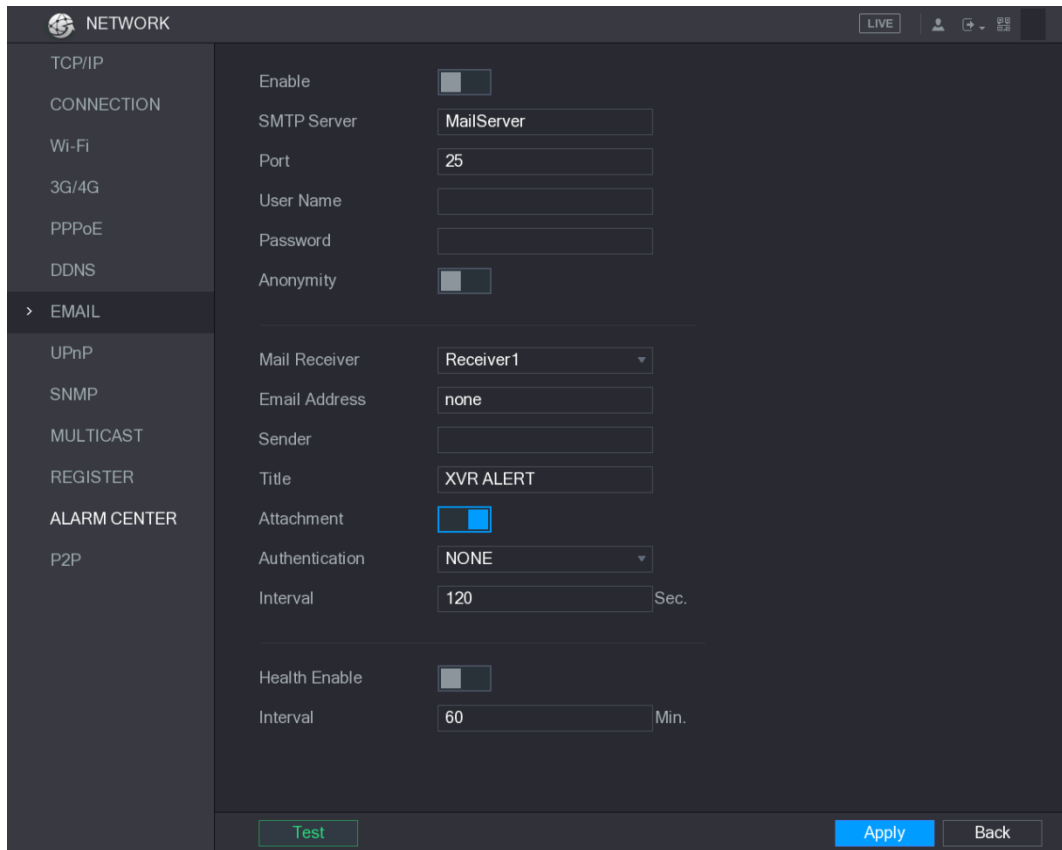 NETWORK
LIVE
TCP/IP
CONNECTION
Wi-Fi
3G/4G
PPPoE
DDNS
EMAIL
UPnP
SNMP
MULTICAST
REGISTER
ALARM CENTER
P2P
Enable
SMTP Server MailServer
Port 25
User Name
Password
Anonymity
Mail Receiver Receiver1
Email Address none
Sender
Title XVR ALERT
Attachment
Authentication NONE
Interval 120 Sec.
Health Enable
Interval 60 Min.
Test Apply Back